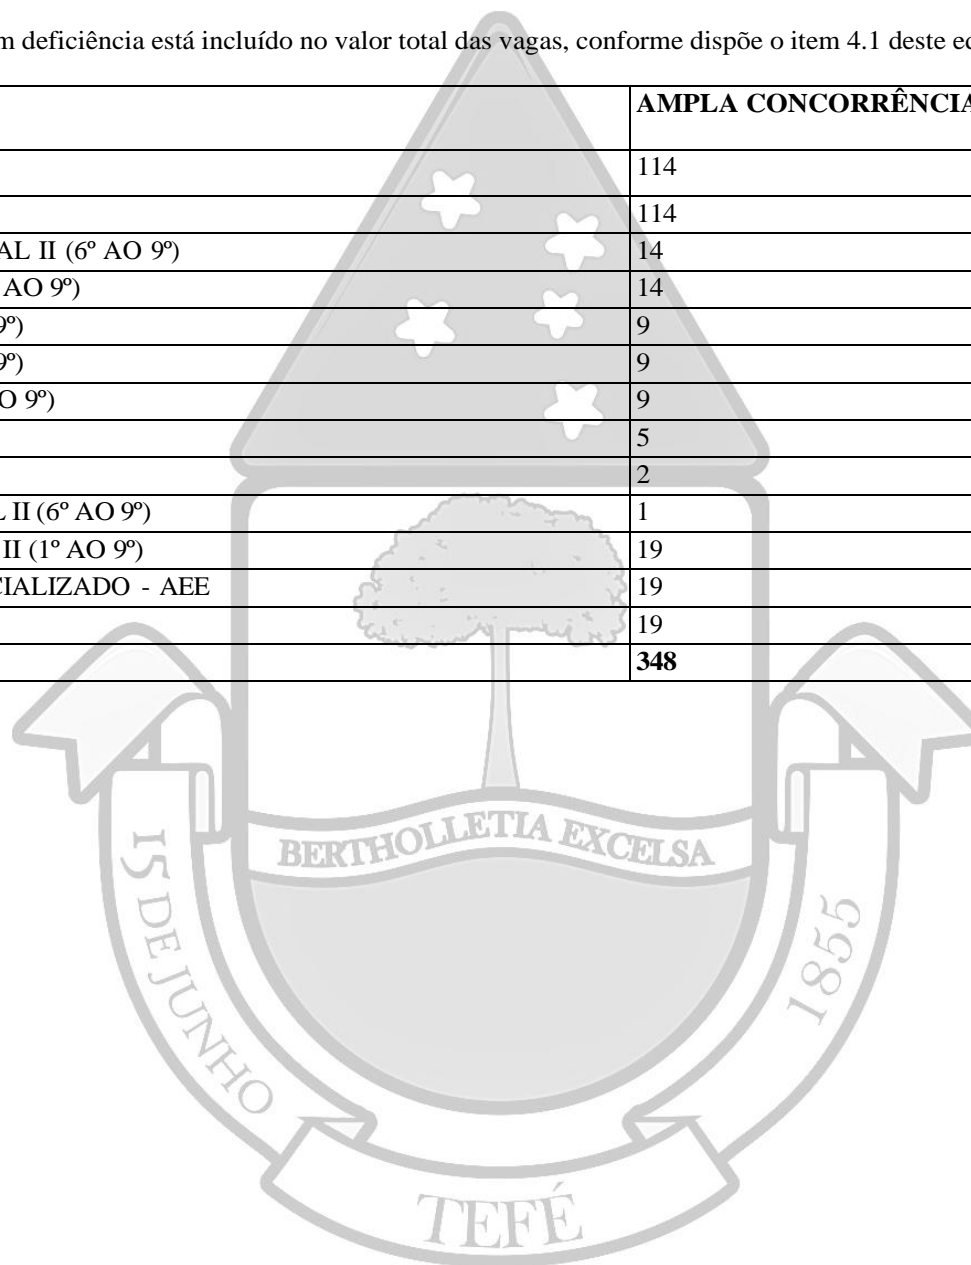 m deficiência está incluído no valor total das vagas, conforme dispõe o item 4.1 deste ed
AMPLA CONCORRÊNCIA
114
114
AL II (6º AO 9º) 14
AO 9º) 14
9º) 9
9º) 9
O 9º) 9
5
2
L II (6º AO 9º) 1
II (1º AO 9º) 19
CIALIZADO - AEE 19
19
348
BERTHOLLETIA EXCELSA
15 DE JUNHO
1855
TEFÉ